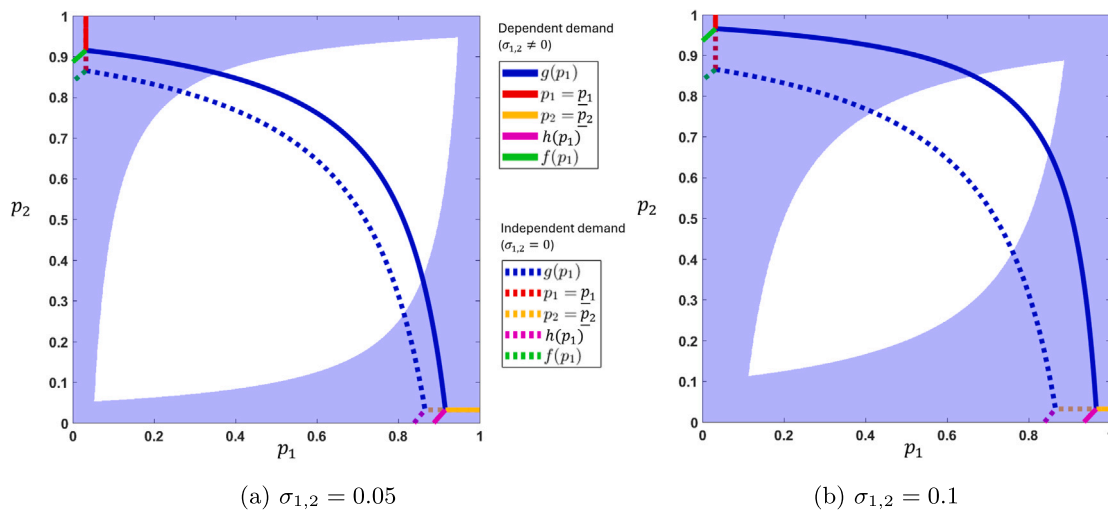 1
0.9
0.8
0.7
0.6
0.5
0.4
0.3
0.2
0.1
0
p₂
0 0.2 0.4 0.6 0.8 1
p₁
(a) σ₁,₂ = 0.05
Dependent demand
(σ₁,₂ ≠ 0)
g(p₁)
p₁ = p̲₁
p₂ = p̲₂
h(p₁)
f(p₁)
Independent demand
(σ₁,₂ = 0)
g(p₁)
p₁ = p̲₁
p₂ = p̲₂
h(p₁)
f(p₁)
1
0.9
0.8
0.7
0.6
0.5
0.4
0.3
0.2
0.1
0
p₂
0 0.2 0.4 0.6 0.8
p₁
(b) σ₁,₂ = 0.1